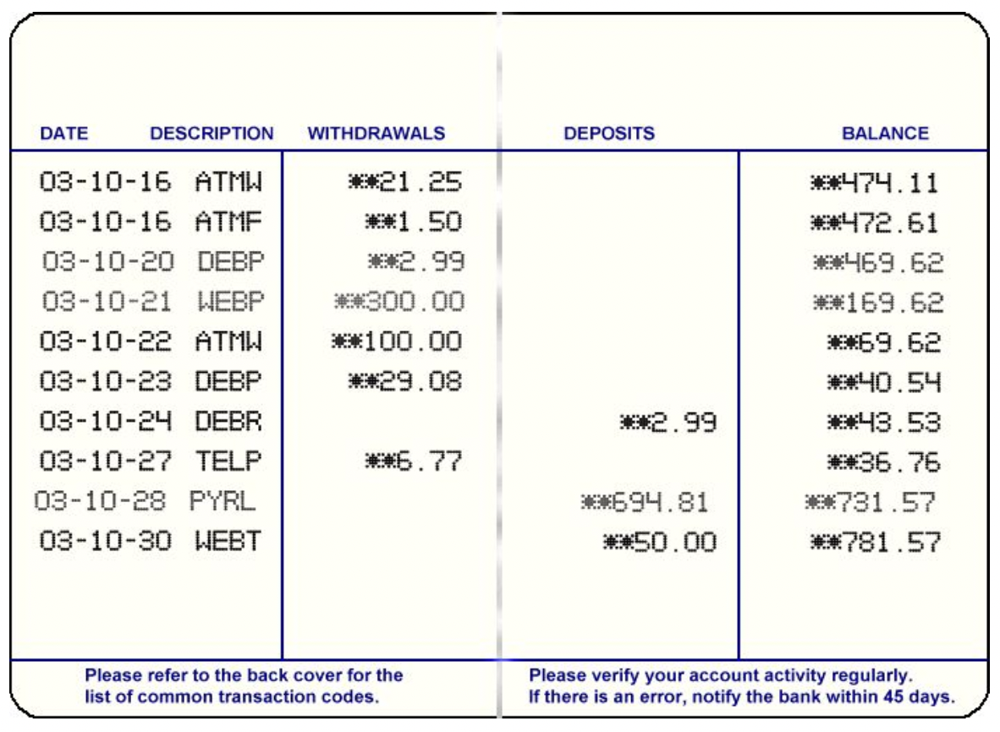 DATE DESCRIPTION WITHDRAWALS DEPOSITS BALANCE
03-10-16 ATMW **21.25 **474.11
03-10-16 ATMF **1.50 **472.61
03-10-20 DEBP **2.99 **469.62
03-10-21 WEBP **300.00 **169.62
03-10-22 ATMW **100.00 **69.62
03-10-23 DEBP **29.08 **40.54
03-10-24 DEBR **2.99 **43.53
03-10-27 TELP **6.77 **36.76
03-10-28 PYRL **694.81 **731.57
03-10-30 WEBT **50.00 **781.57
Please refer to the back cover for the
list of common transaction codes.
Please verify your account activity regularly.
If there is an error, notify the bank within 45 days.